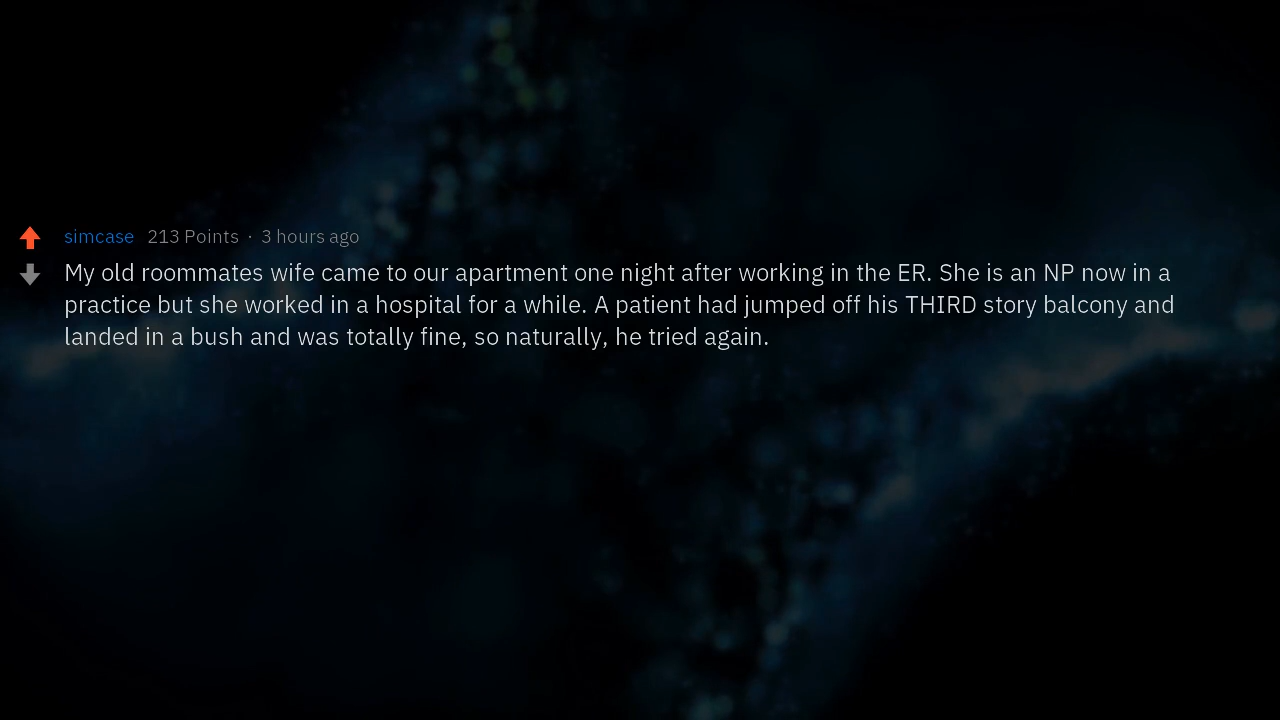 simcase 213 Points · 3 hours ago
My old roommates wife came to our apartment one night after working in the ER. She is an NP now in a
practice but she worked in a hospital for a while. A patient had jumped off his THIRD story balcony and
landed in a bush and was totally fine, so naturally, he tried again.